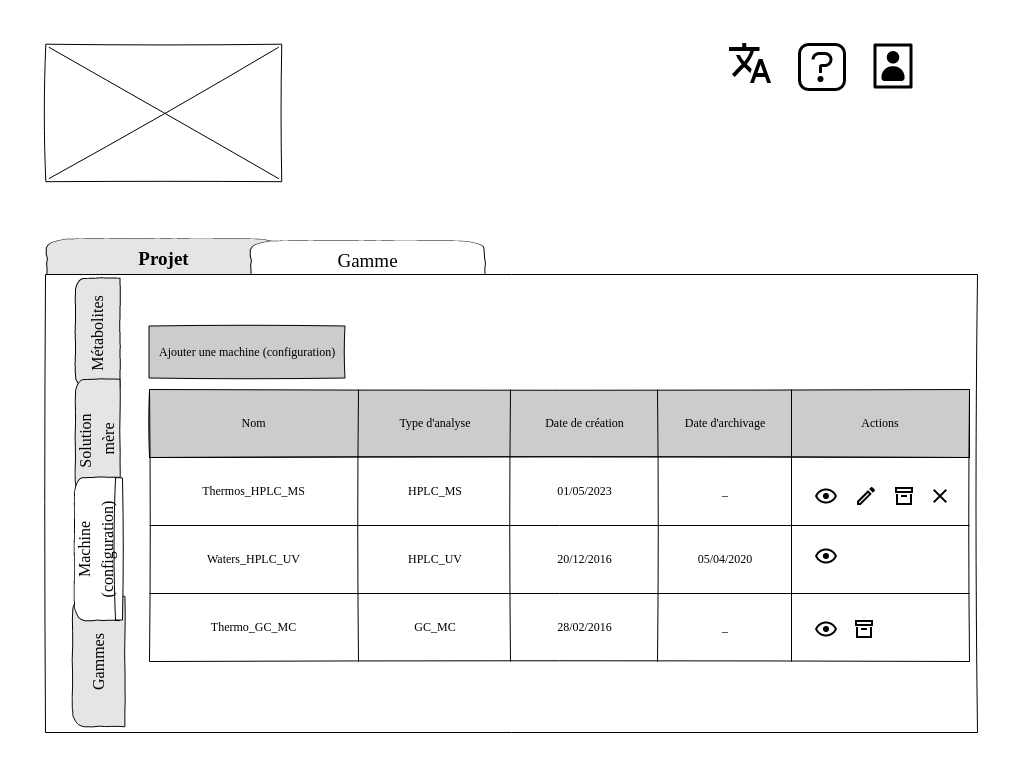 Projet
Gamme
Métabolites
Solution
mère
Machine
(configuration)
Gammes
Ajouter une machine (configuration)
Nom Type d'analyse Date de création Date d'archivage Actions
Thermos_HPLC_MS HPLC_MS 01/05/2023 _
Waters_HPLC_UV HPLC_UV 20/12/2016 05/04/2020
Thermo_GC_MC GC_MC 28/02/2016 _